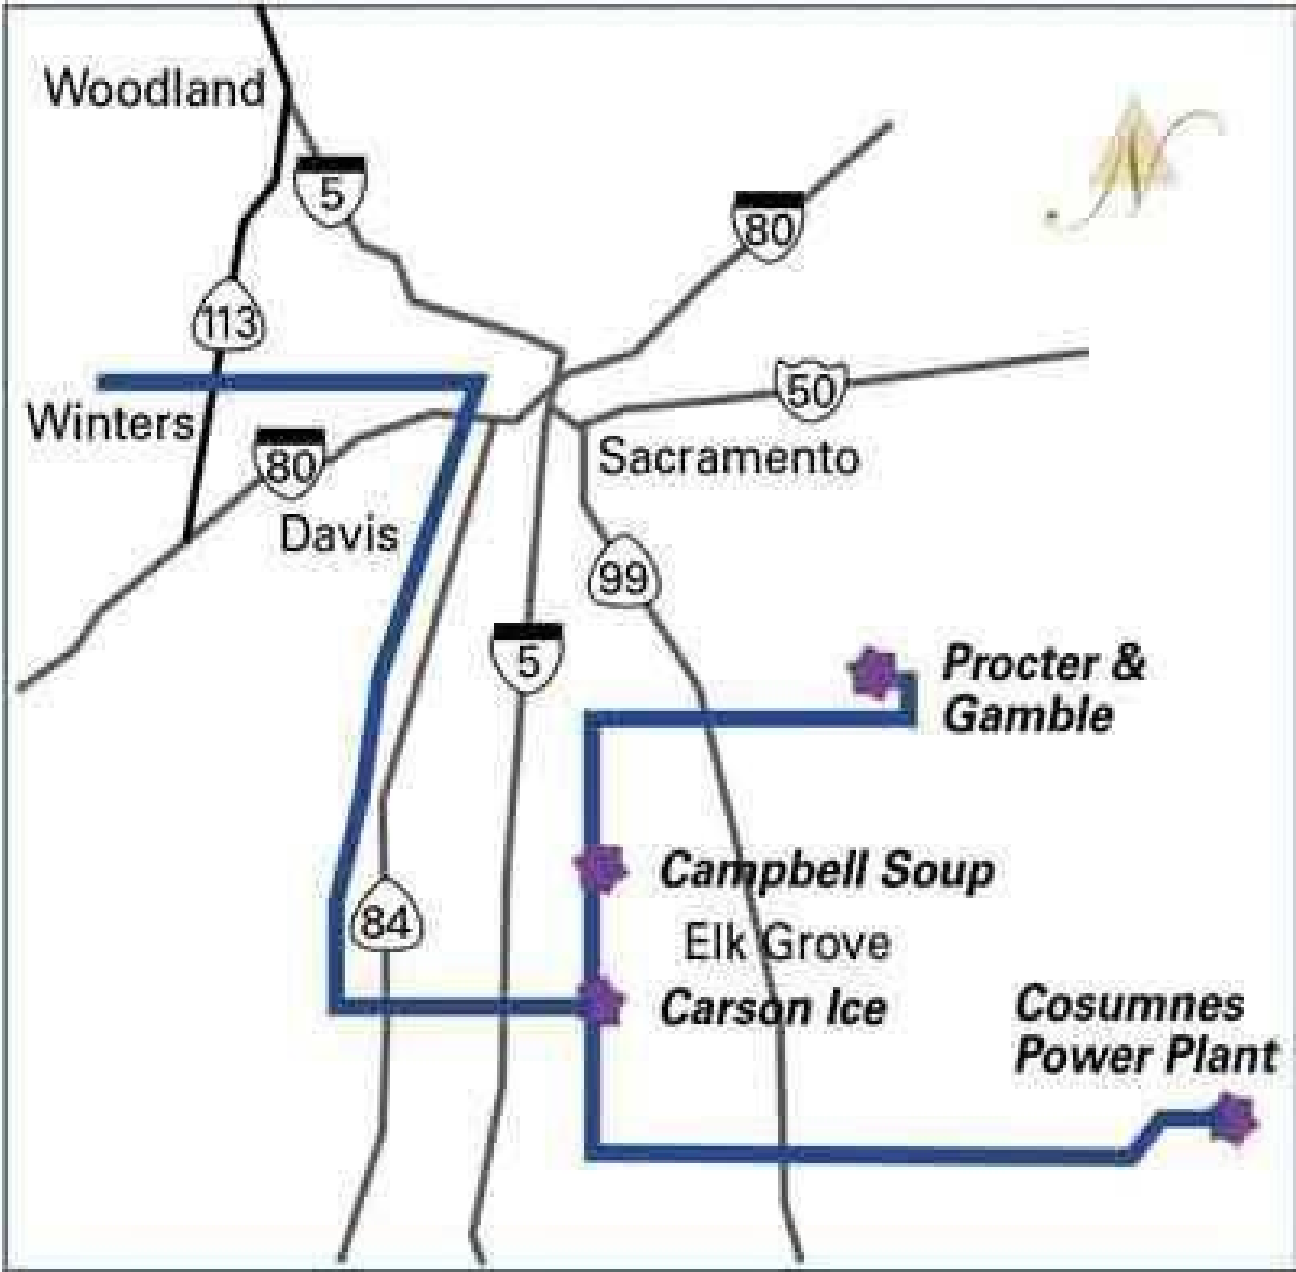 Woodland
5
80
113
50
Winters
80
Sacramento
Davis
99
5
Procter &
Gamble
Campbell Soup
84
Elk Grove
Carson Ice
Cosumnes
Power Plant
N